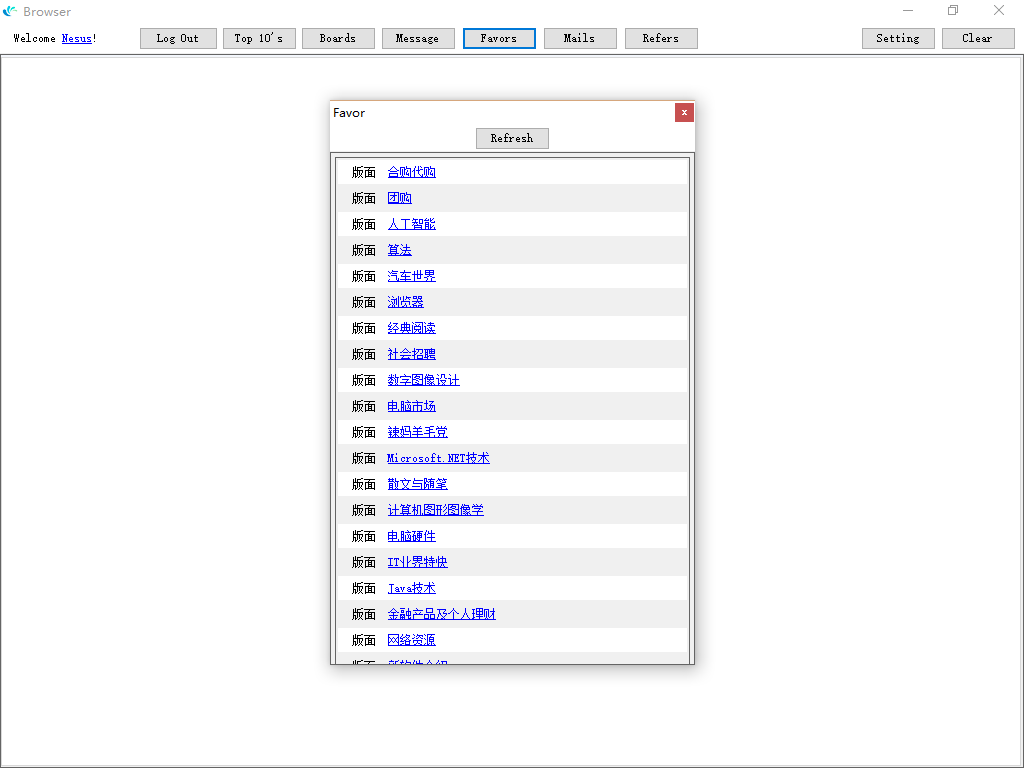 Browser
Welcome Nesus! Log Out Top 10's Boards Message Favors Mails Refers Setting Clear
Favor x
Refresh
版面 合购代购
版面 团购
版面 人工智能
版面 算法
版面 汽车世界
版面 浏览器
版面 经典阅读
版面 社会招聘
版面 数字图像设计
版面 电脑市场
版面 辣妈羊毛党
版面 Microsoft.NET技术
版面 散文与随笔
版面 计算机图形图像学
版面 电脑硬件
版面 IT业界特快
版面 Java技术
版面 金融产品及个人理财
版面 网络资源
版面 新软件介绍